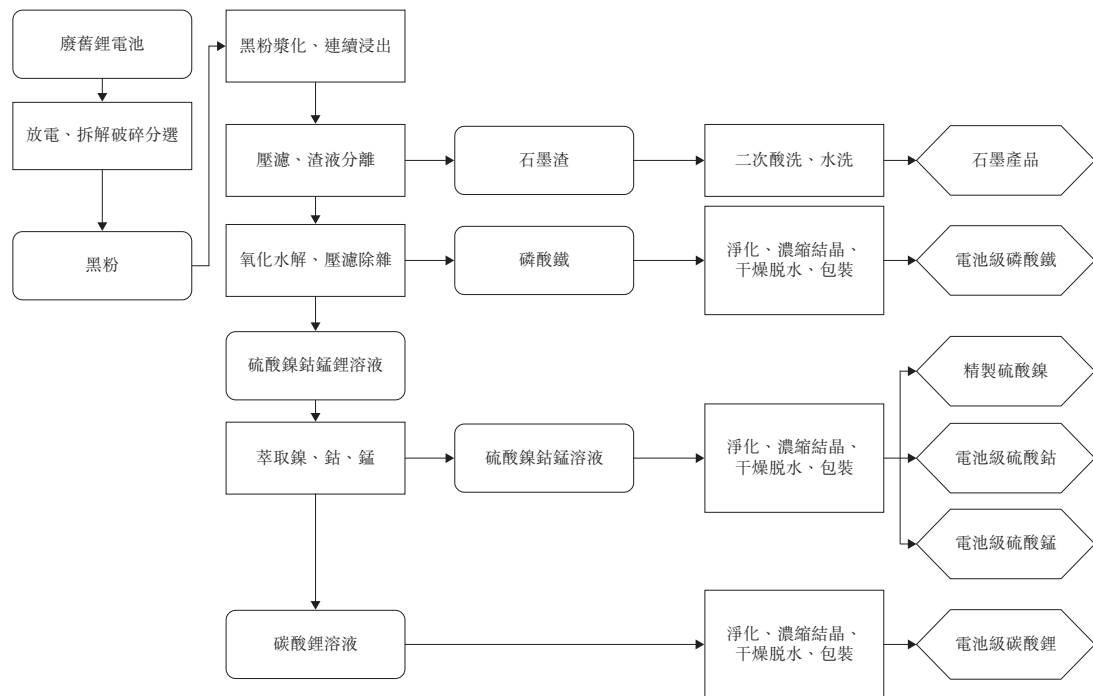 廢舊鋰電池
放電、拆解破碎分選
黑粉
黑粉漿化、連續浸出
壓濾、渣液分離
石墨渣
二次酸洗、水洗
石墨產品
氧化水解、壓濾除雜
磷酸鐵
淨化、濃縮結晶、
干燥脫水、包裝
電池級磷酸鐵
硫酸鎳鈷錳鋰溶液
萃取鎳、鈷、錳
硫酸鎳鈷錳溶液
淨化、濃縮結晶、
干燥脫水、包裝
精製硫酸鎳
電池級硫酸鈷
電池級硫酸錳
碳酸鋰溶液
淨化、濃縮結晶、
干燥脫水、包裝
電池級碳酸鋰